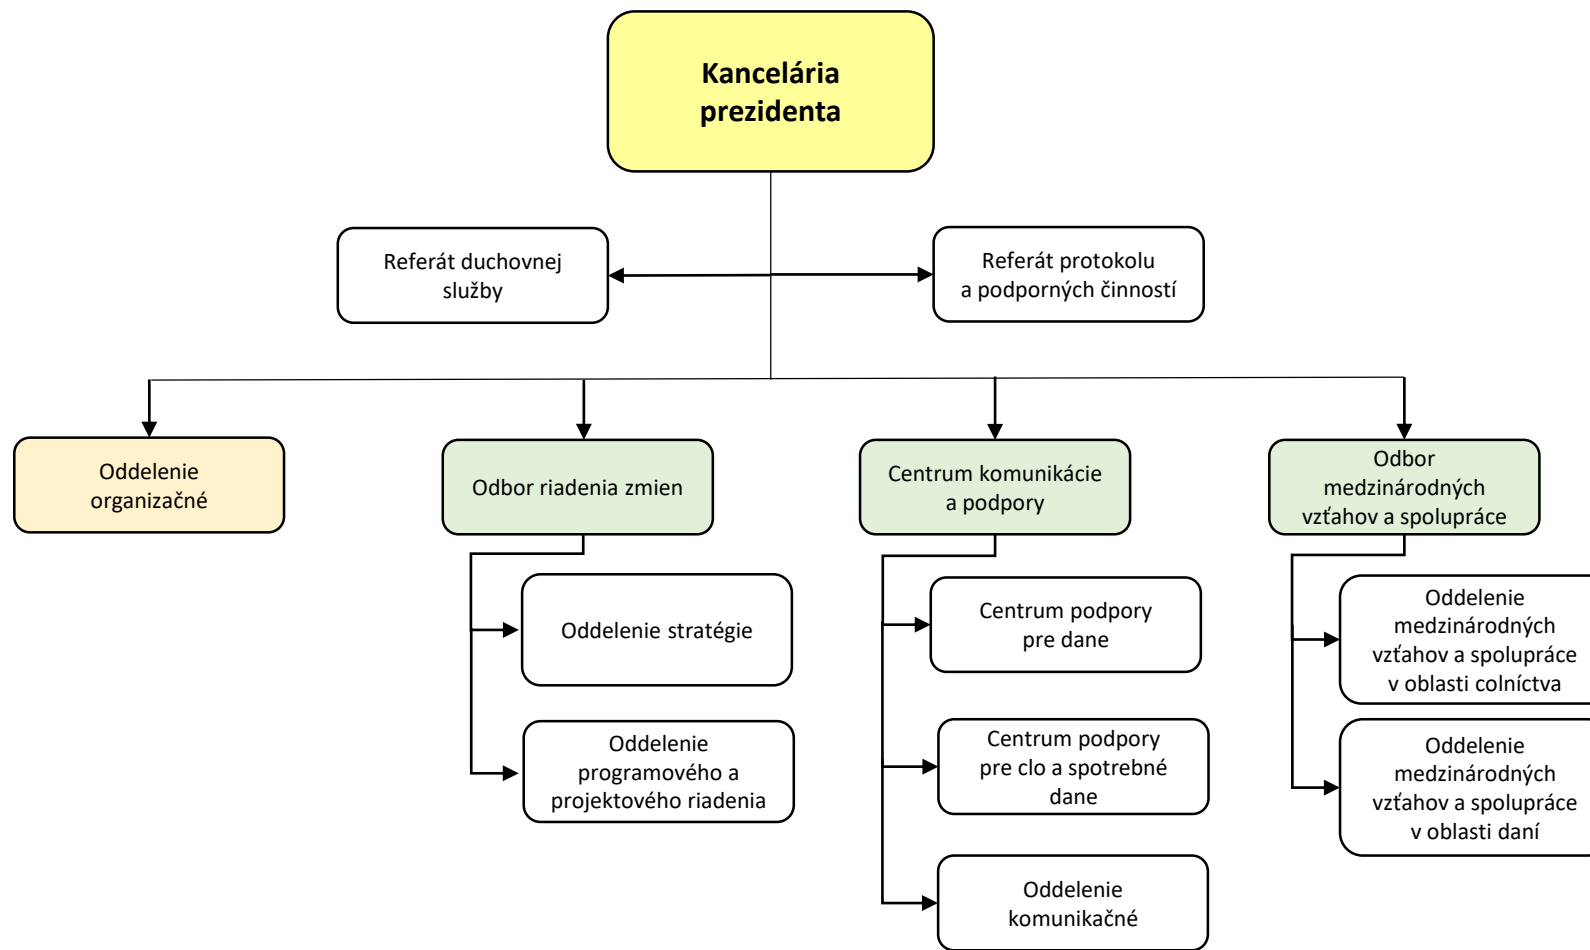 Kancelária
prezidenta
Referát duchovnej
služby
Referát protokolu
a podporných činností
Oddelenie
organizačné
Odbor riadenia zmien
Centrum komunikácie
a podpory
Odbor
medzinárodných
vzťahov a spolupráce
Oddelenie stratégie
Oddelenie
programového a
projektového riadenia
Centrum podpory
pre dane
Centrum podpory
pre clo a spotrebné
dane
Oddelenie
komunikačné
Oddelenie
medzinárodných
vzťahov a spolupráce
v oblasti colníctva
Oddelenie
medzinárodných
vzťahov a spolupráce
v oblasti daní